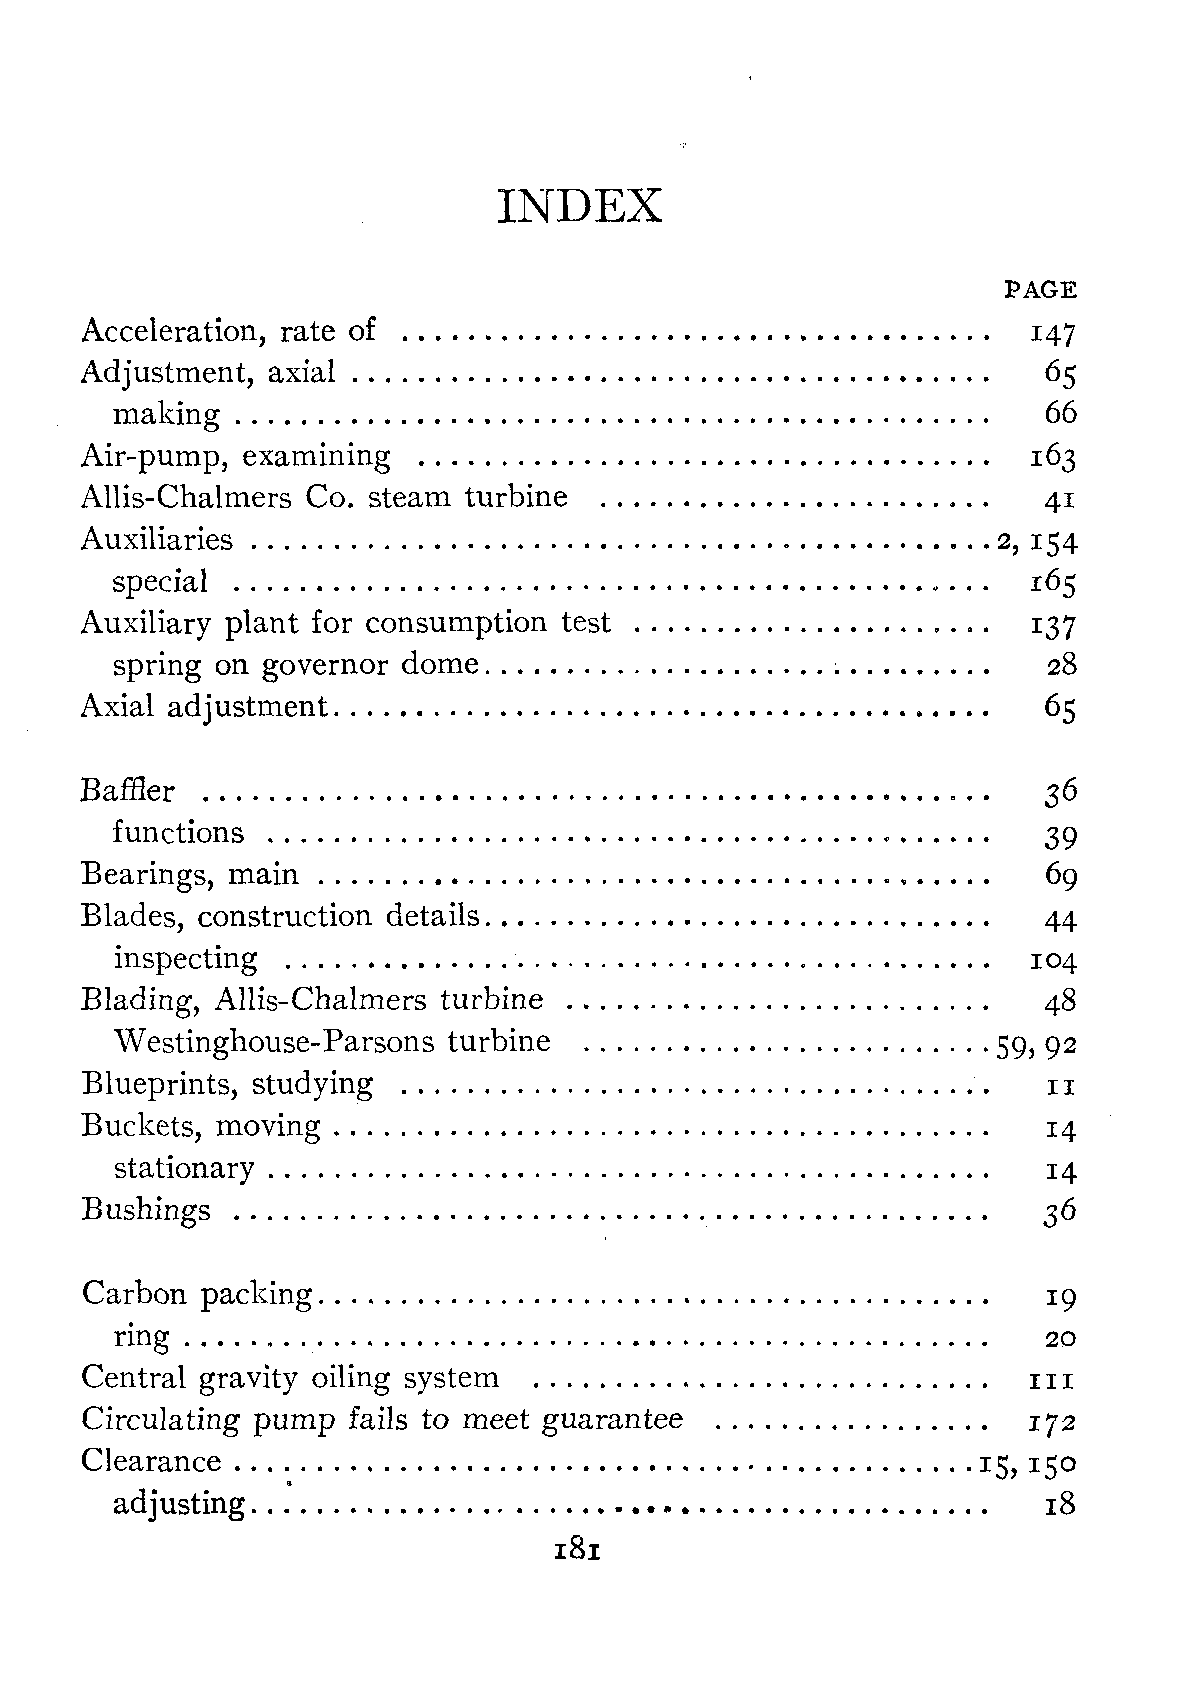 INDEX
PAGE
Acceleration, rate of .................................... 147
Adjustment, axial ....................................... 65
making .............................................. 66
Air-pump, examining ................................... 163
Allis-Chalmers Co. steam turbine ........................ 41
Auxiliaries .............................................2, 154
special .............................................. 165
Auxiliary plant for consumption test ...................... 137
spring on governor dome............................... 28
Axial adjustment........................................ 65
Baffler ................................................ 36
functions ............................................ 39
Bearings, main ......................................... 69
Blades, construction details............................... 44
inspecting ........................................... 104
Blading, Allis-Chalmers turbine .......................... 48
Westinghouse-Parsons turbine .........................59, 92
Blueprints, studying .................................... 11
Buckets, moving ........................................ 14
stationary ............................................ 14
Bushings .............................................. 36
Carbon packing......................................... 19
ring ................................................. 20
Central gravity oiling system ............................ 111
Circulating pump fails to meet guarantee ................. 172
Clearance .............................................15, 150
adjusting............................................. 18
181